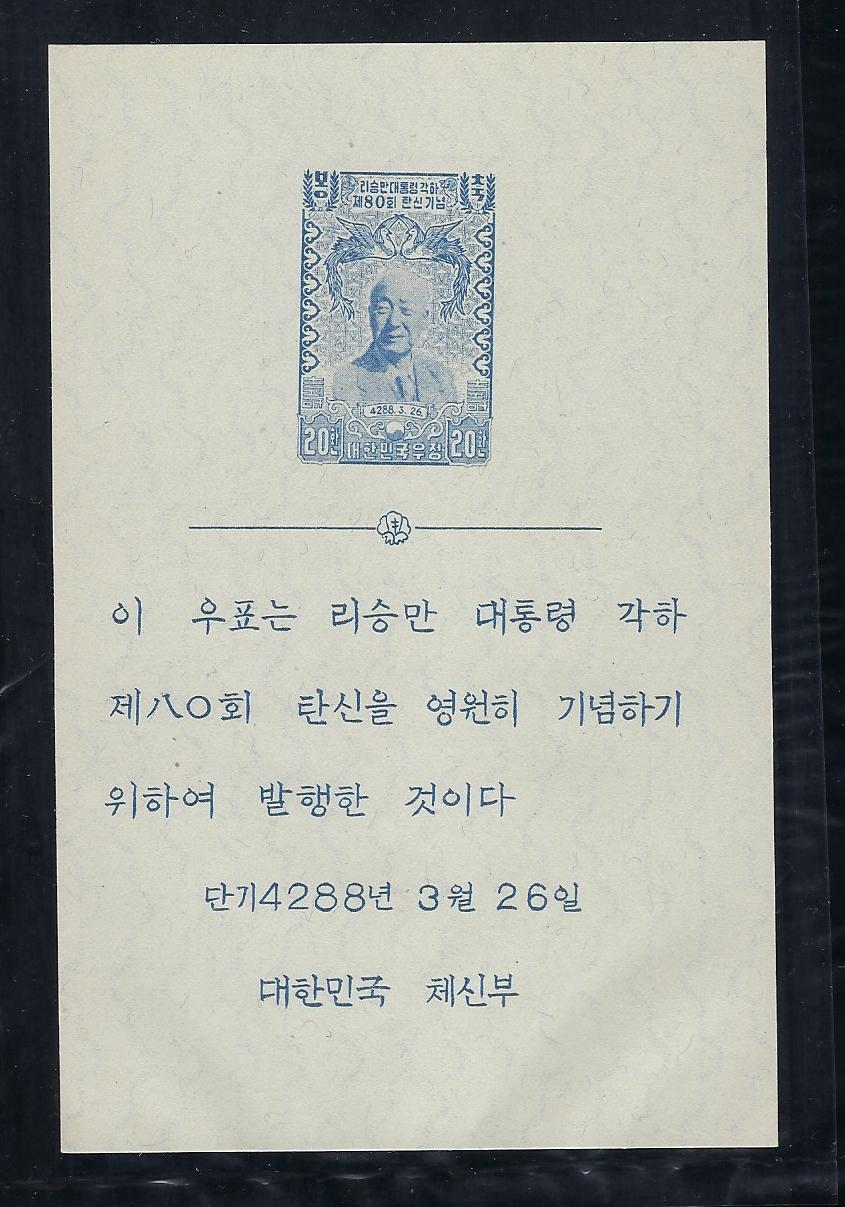 봉 축
리승만대통령각하
제80회 탄신기념
4288.3.26
20환 대한민국우정 20환
이 우표는 리승만 대통령 각하
제八〇회 탄신을 영원히 기념하기
위하여 발행한 것이다
단기4288년 3월 26일
대한민국 체신부